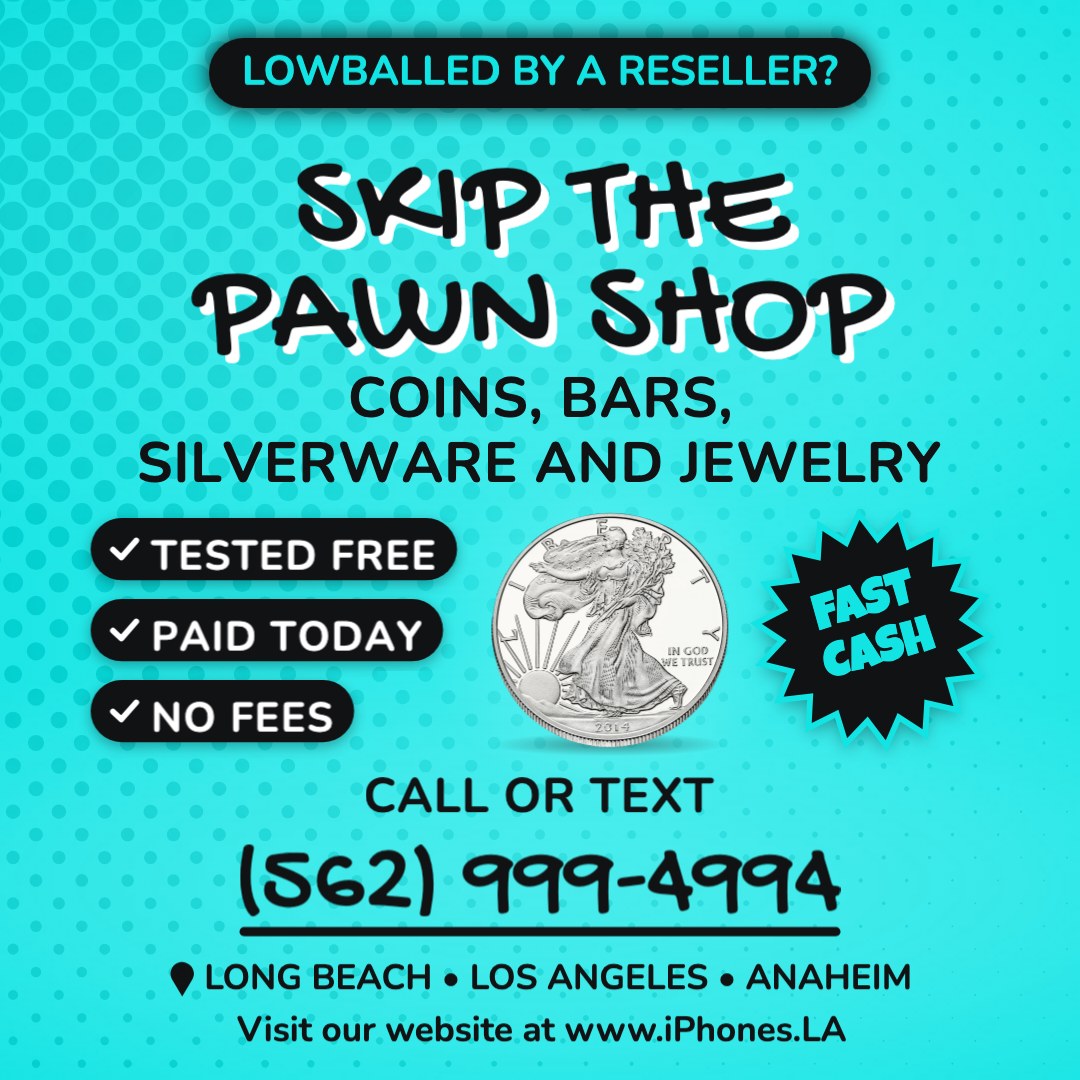 LOWBALLED BY A RESELLER?
SKIP THE
PAWN SHOP
COINS, BARS,
SILVERWARE AND JEWELRY
✓ TESTED FREE
✓ PAID TODAY
✓ NO FEES
LIBERTY
IN GOD
WE TRUST
2014
FAST
CASH
CALL OR TEXT
(562) 999-4994
LONG BEACH • LOS ANGELES • ANAHEIM
Visit our website at www.iPhones.LA